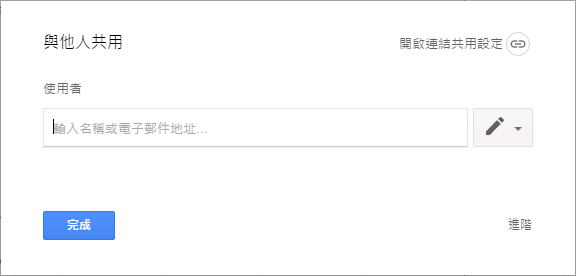 與他人共用
開啟連結共用設定
使用者
輸入名稱或電子郵件地址...
完成
進階